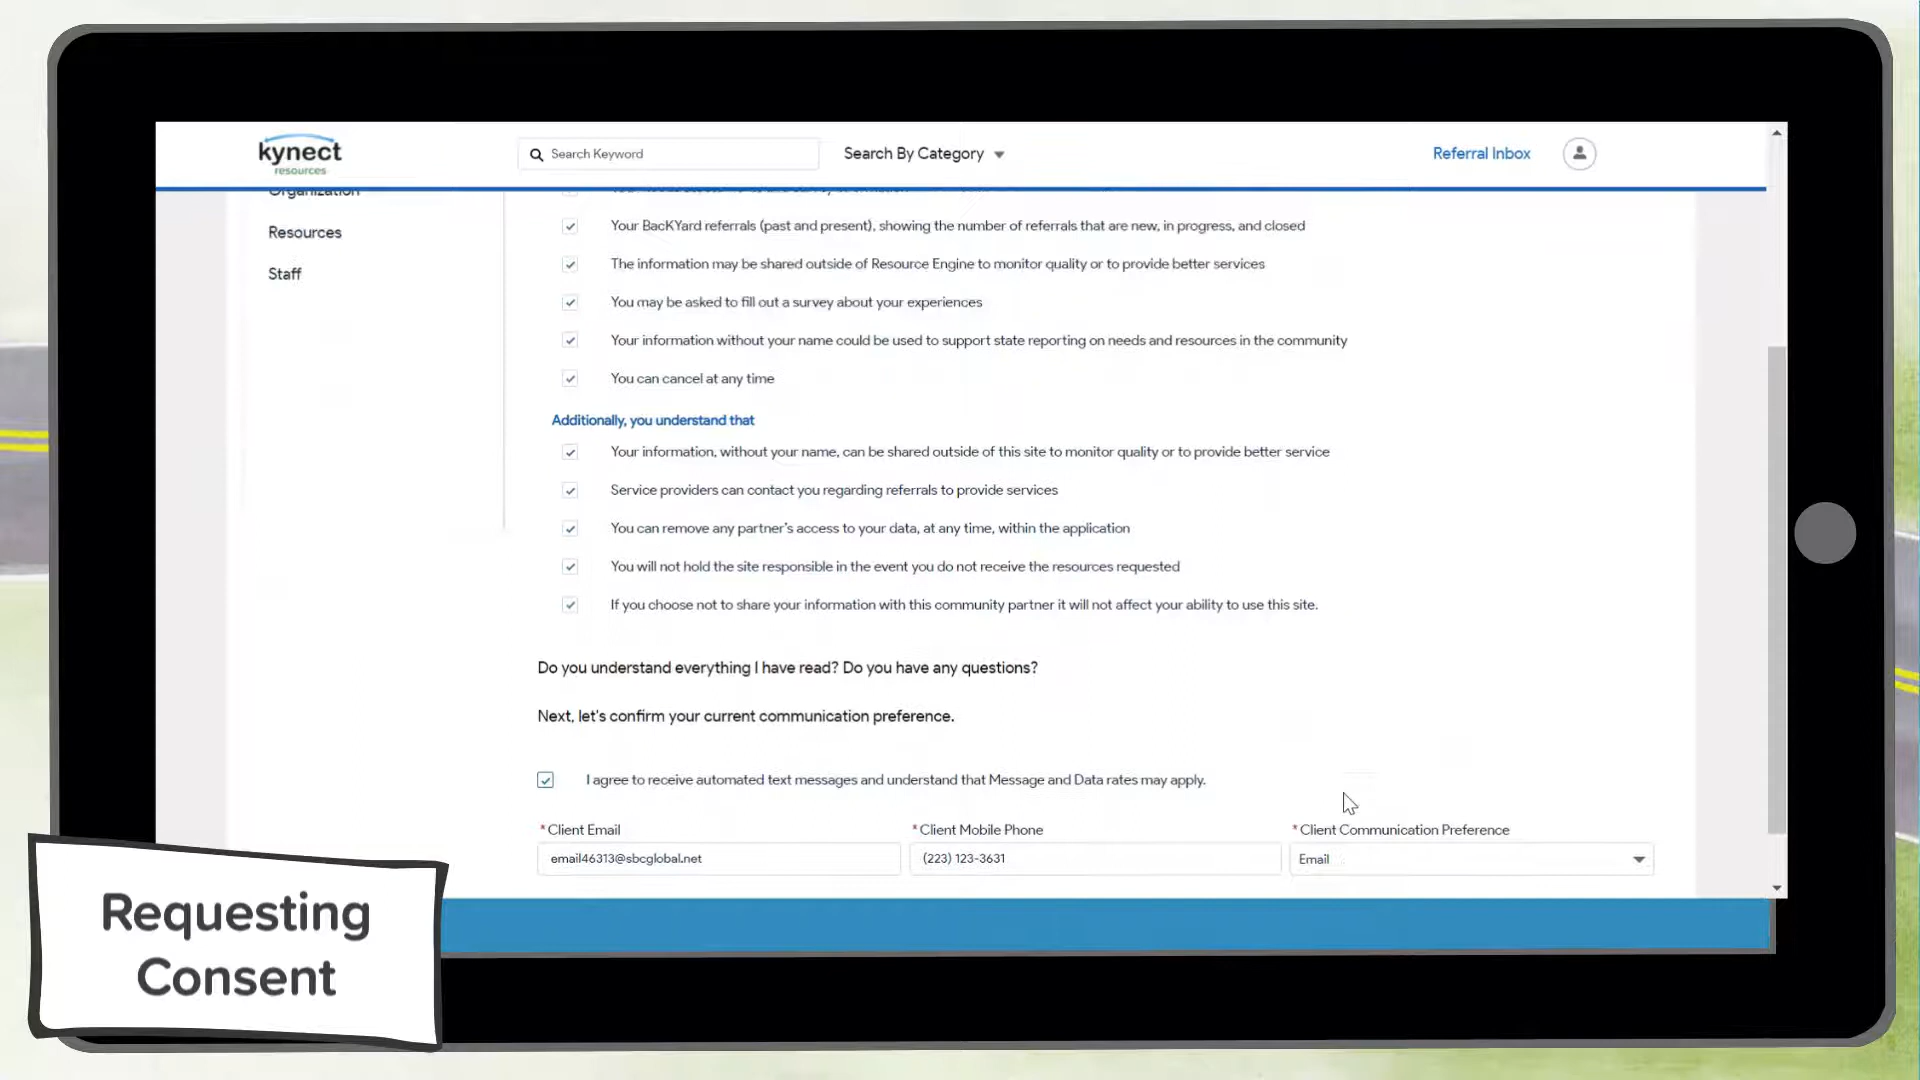 kynect
resources
Search Keyword
Search By Category
Referral Inbox
Organization
Resources
Staff
Your BacKYard referrals (past and present), showing the number of referrals that are new, in progress, and closed
The information may be shared outside of Resource Engine to monitor quality or to provide better services
You may be asked to fill out a survey about your experiences
Your information without your name could be used to support state reporting on needs and resources in the community
You can cancel at any time
Additionally, you understand that
Your information, without your name, can be shared outside of this site to monitor quality or to provide better service
Service providers can contact you regarding referrals to provide services
You can remove any partner's access to your data, at any time, within the application
You will not hold the site responsible in the event you do not receive the resources requested
If you choose not to share your information with this community partner it will not affect your ability to use this site.
Do you understand everything I have read? Do you have any questions?
Next, let's confirm your current communication preference.
I agree to receive automated text messages and understand that Message and Data rates may apply.
*Client Email
*Client Mobile Phone
*Client Communication Preference
email46313@sbcglobal.net
(223) 123-3631
Email
Requesting
Consent